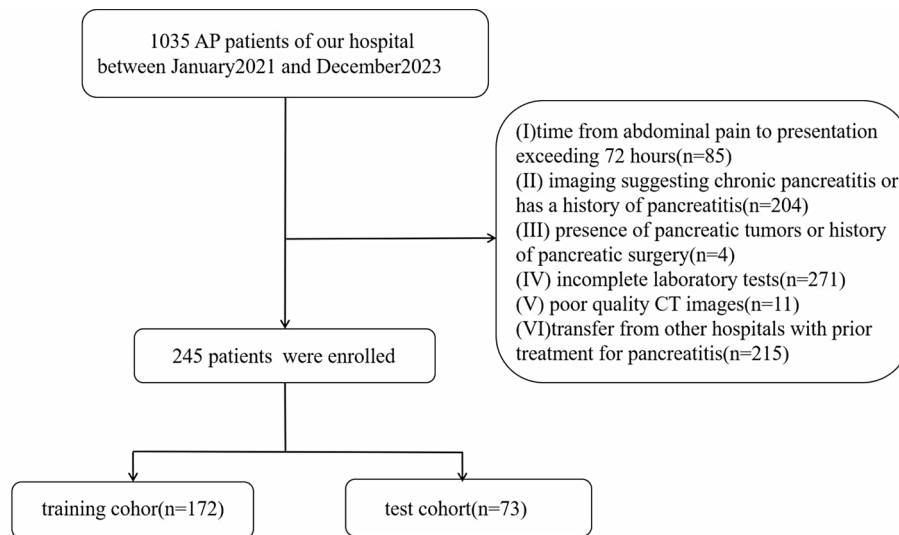 1035 AP patients of our hospital
between January2021 and December2023
(I)time from abdominal pain to presentation
exceeding 72 hours(n=85)
(II) imaging suggesting chronic pancreatitis or
has a history of pancreatitis(n=204)
(III) presence of pancreatic tumors or history
of pancreatic surgery(n=4)
(IV) incomplete laboratory tests(n=271)
(V) poor quality CT images(n=11)
(VI)transfer from other hospitals with prior
treatment for pancreatitis(n=215)
245 patients were enrolled
training cohor(n=172)
test cohort(n=73)